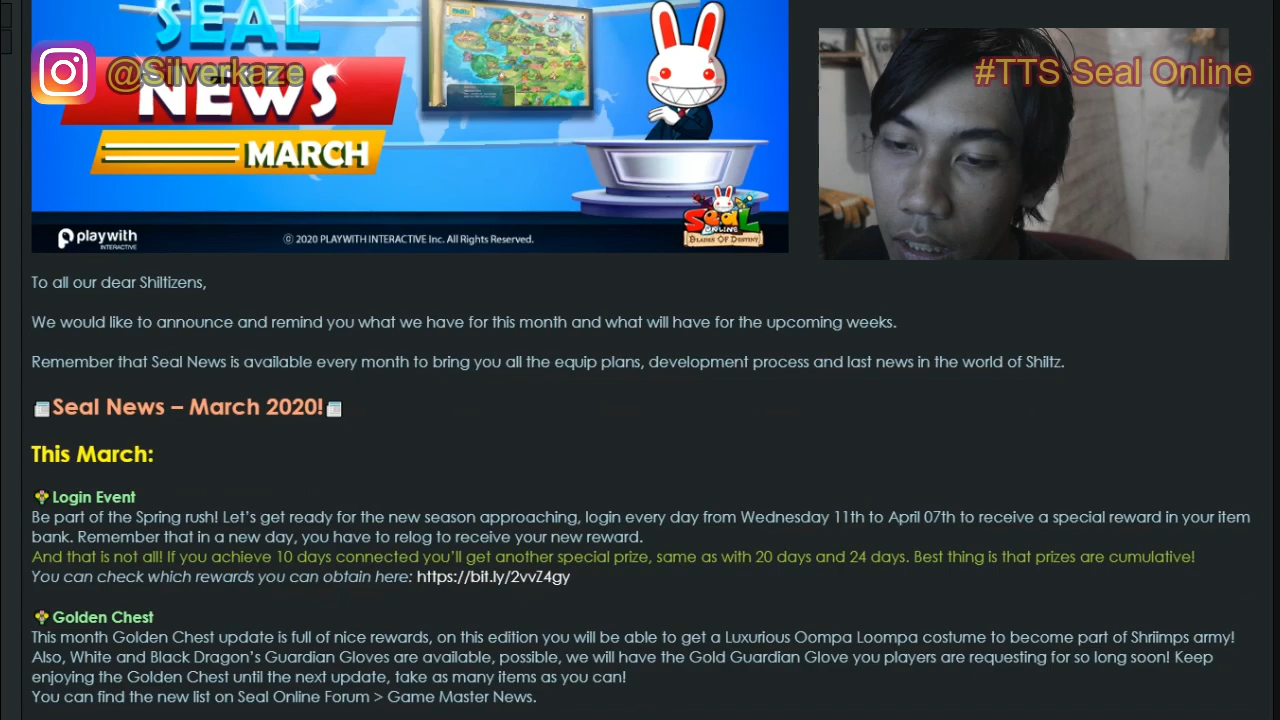 SEAL
NEWS
MARCH
@Silverkaze
#TTS Seal Online
playwith
INTERACTIVE
© 2020 PLAYWITH INTERACTIVE Inc. All Rights Reserved.
SeaL
ONLINE
BLADES OF DESTINY
To all our dear Shiltizens,
We would like to announce and remind you what we have for this month and what will have for the upcoming weeks.
Remember that Seal News is available every month to bring you all the equip plans, development process and last news in the world of Shiltz.
Seal News – March 2020!
This March:
Login Event
Be part of the Spring rush! Let’s get ready for the new season approaching, login every day from Wednesday 11th to April 07th to receive a special reward in your item
bank. Remember that in a new day, you have to relog to receive your new reward.
And that is not all! If you achieve 10 days connected you’ll get another special prize, same as with 20 days and 24 days. Best thing is that prizes are cumulative!
You can check which rewards you can obtain here: https://bit.ly/2vvZ4gy
Golden Chest
This month Golden Chest update is full of nice rewards, on this edition you will be able to get a Luxurious Oompa Loompa costume to become part of Shriimps army!
Also, White and Black Dragon’s Guardian Gloves are available, possible, we will have the Gold Guardian Glove you players are requesting for so long soon! Keep
enjoying the Golden Chest until the next update, take as many items as you can!
You can find the new list on Seal Online Forum > Game Master News.